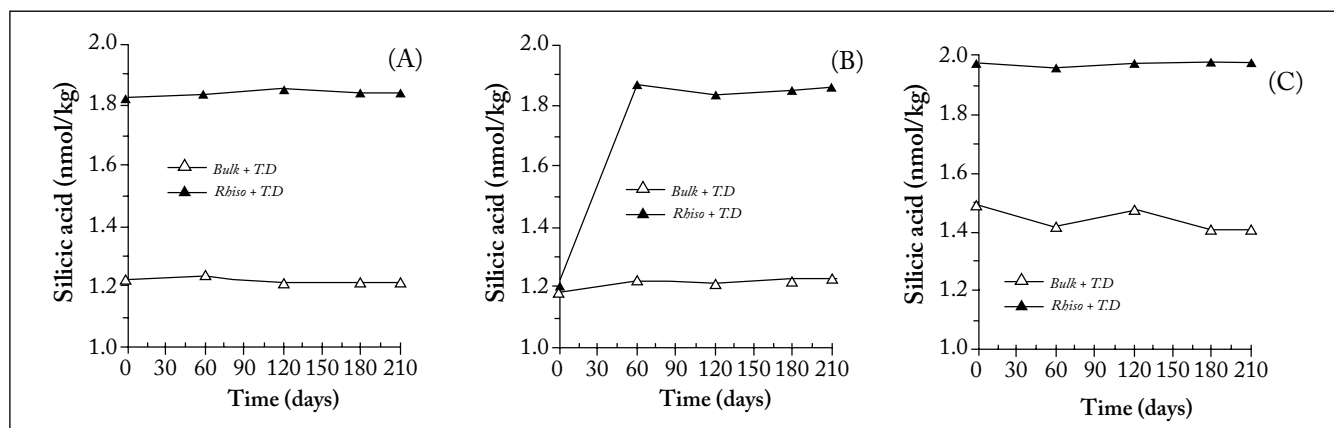 (A)
Silicic acid (nmol/kg)
2.0
1.8
1.6
1.4
1.2
1.0
Bulk + T.D
Rhiso + T.D
0 30 60 90 120 150 180 210
Time (days)
(B)
Silicic acid (nmol/kg)
2.0
1.8
1.6
1.4
1.2
1.0
Bulk + T.D
Rhiso + T.D
0 30 60 90 120 150 180 210
Time (days)
(C)
Silicic acid (nmol/kg)
2.0
1.8
1.6
1.4
1.2
1.0
Bulk + T.D
Rhiso + T.D
0 30 60 90 120 150 180 210
Time (days)